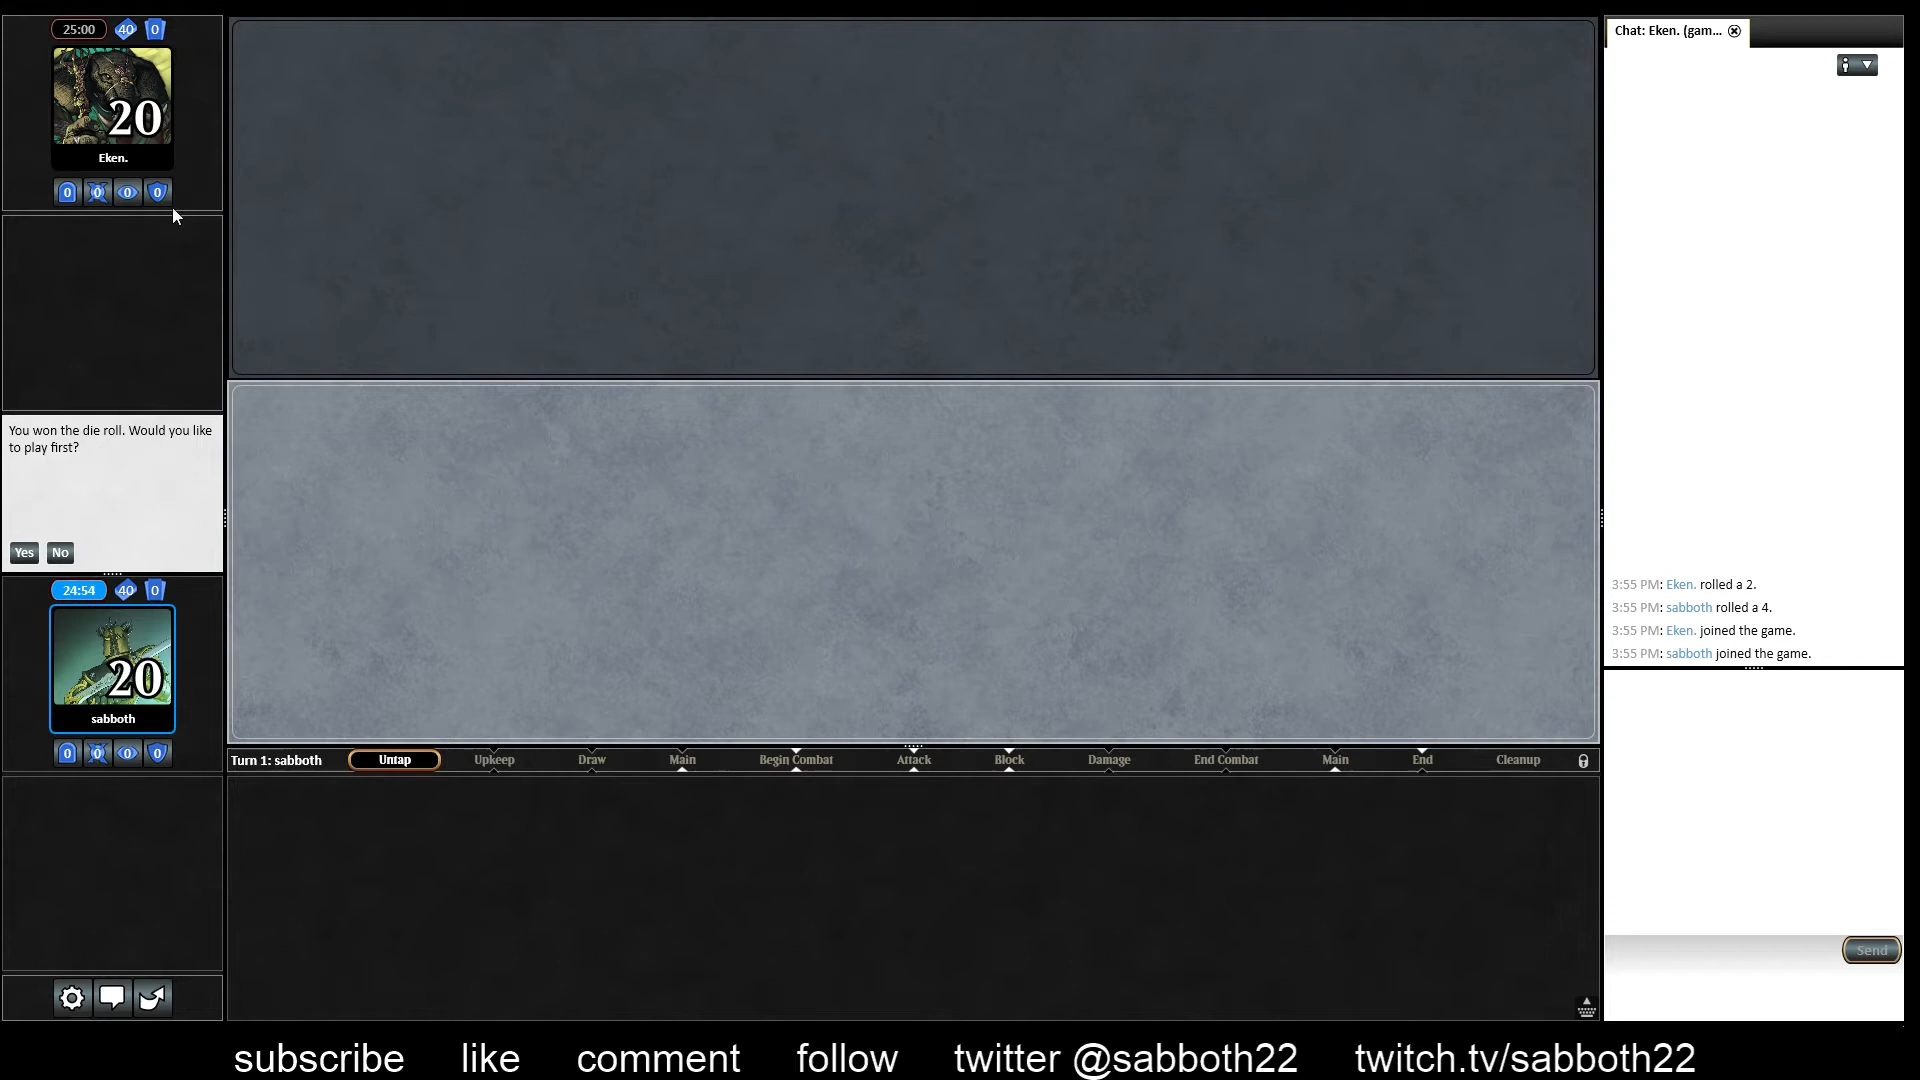 25:00 40 0
20
Eken.
0 0 0 0
You won the die roll. Would you like
to play first?
Yes No
24:54 40 0
20
sabboth
0 0 0 0
Turn 1: sabboth Untap Upkeep Draw Main Begin Combat Attack Block Damage End Combat Main End Cleanup
Chat: Eken. (gam...
3:55 PM: Eken. rolled a 2.
3:55 PM: sabboth rolled a 4.
3:55 PM: Eken. joined the game.
3:55 PM: sabboth joined the game.
Send
subscribe like comment follow twitter @sabboth22 twitch.tv/sabboth22